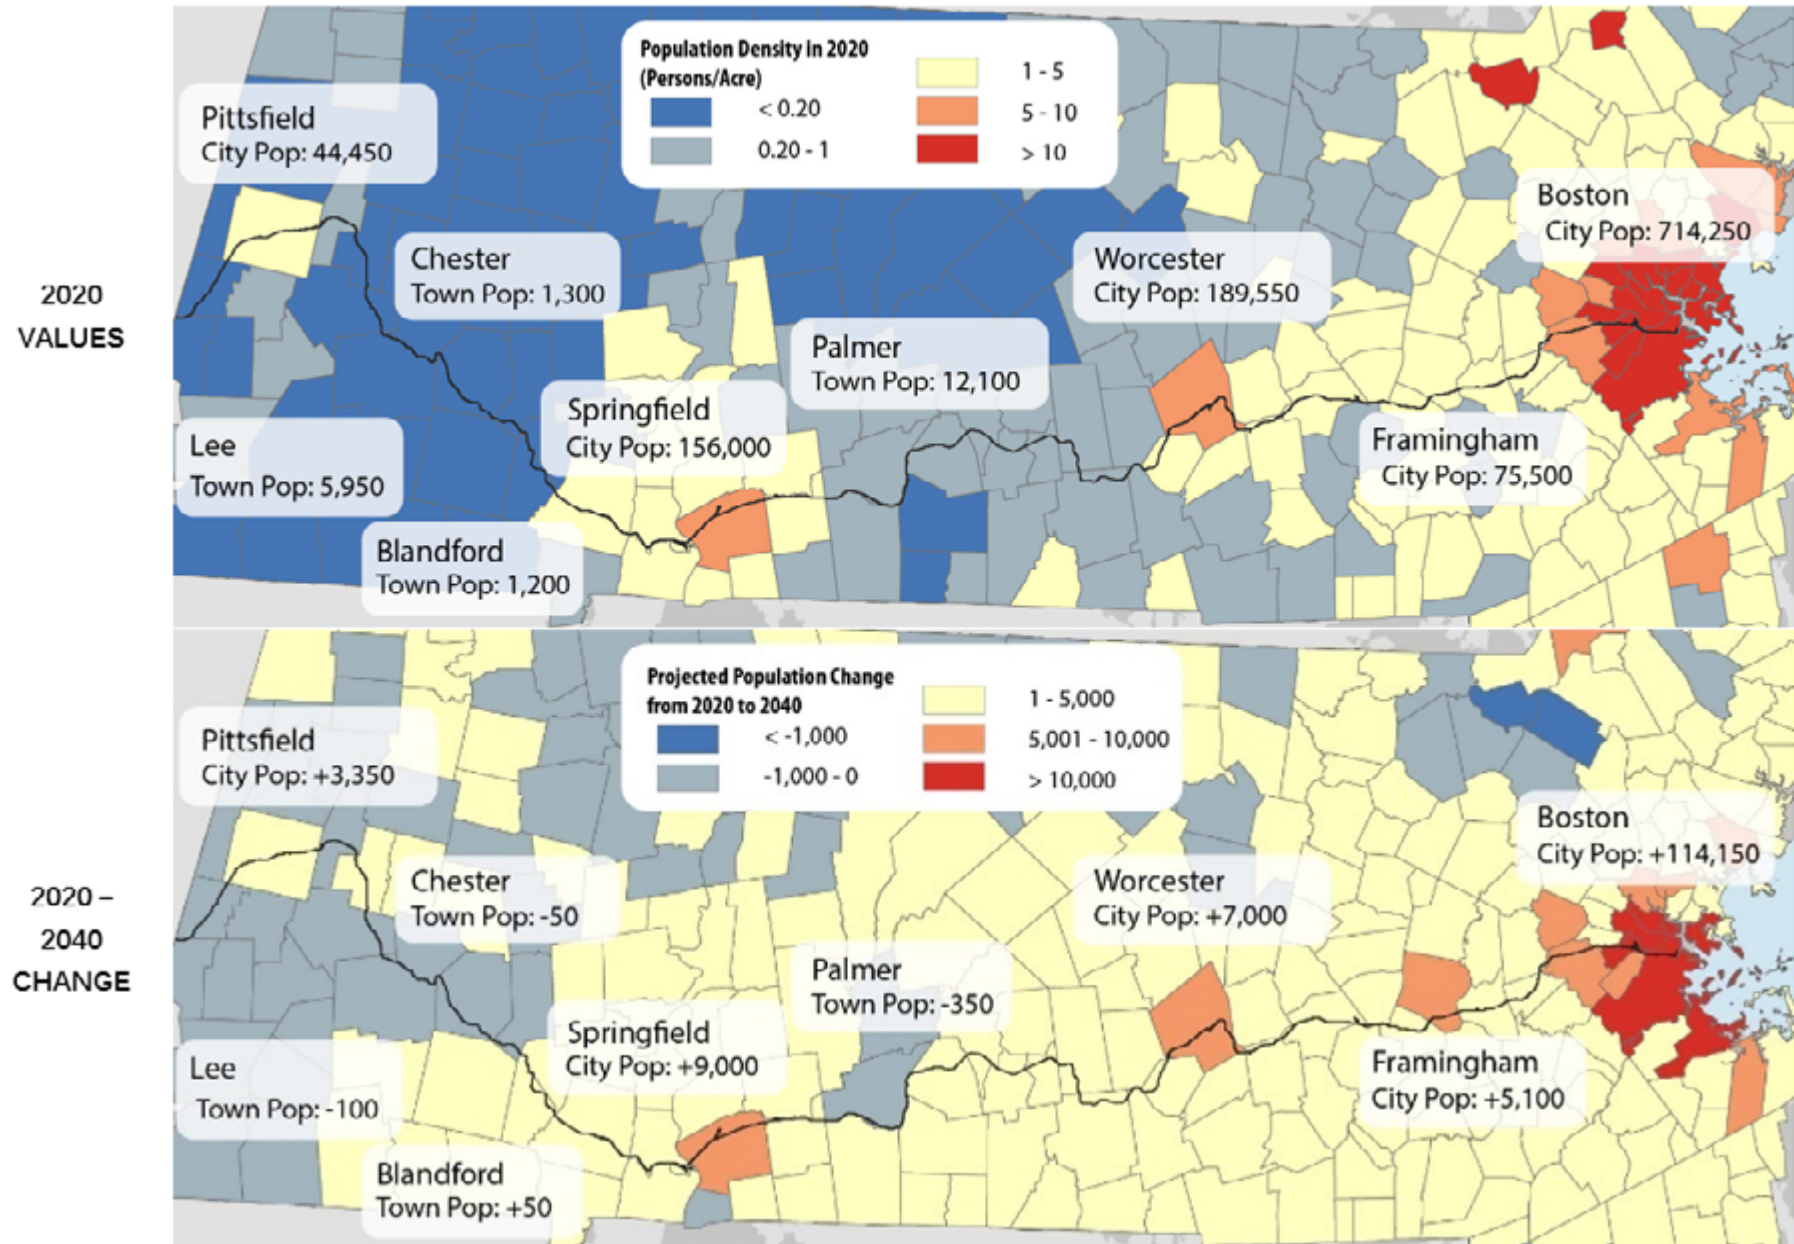 2020
VALUES
Population Density in 2020
(Persons/Acre)
< 0.20
0.20 - 1
1 - 5
5 - 10
> 10
Pittsfield
City Pop: 44,450
Chester
Town Pop: 1,300
Lee
Town Pop: 5,950
Blandford
Town Pop: 1,200
Springfield
City Pop: 156,000
Palmer
Town Pop: 12,100
Worcester
City Pop: 189,550
Framingham
City Pop: 75,500
Boston
City Pop: 714,250
2020 –
2040
CHANGE
Projected Population Change
from 2020 to 2040
< -1,000
-1,000 - 0
1 - 5,000
5,001 - 10,000
> 10,000
Pittsfield
City Pop: +3,350
Chester
Town Pop: -50
Lee
Town Pop: -100
Blandford
Town Pop: +50
Springfield
City Pop: +9,000
Palmer
Town Pop: -350
Worcester
City Pop: +7,000
Framingham
City Pop: +5,100
Boston
City Pop: +114,150